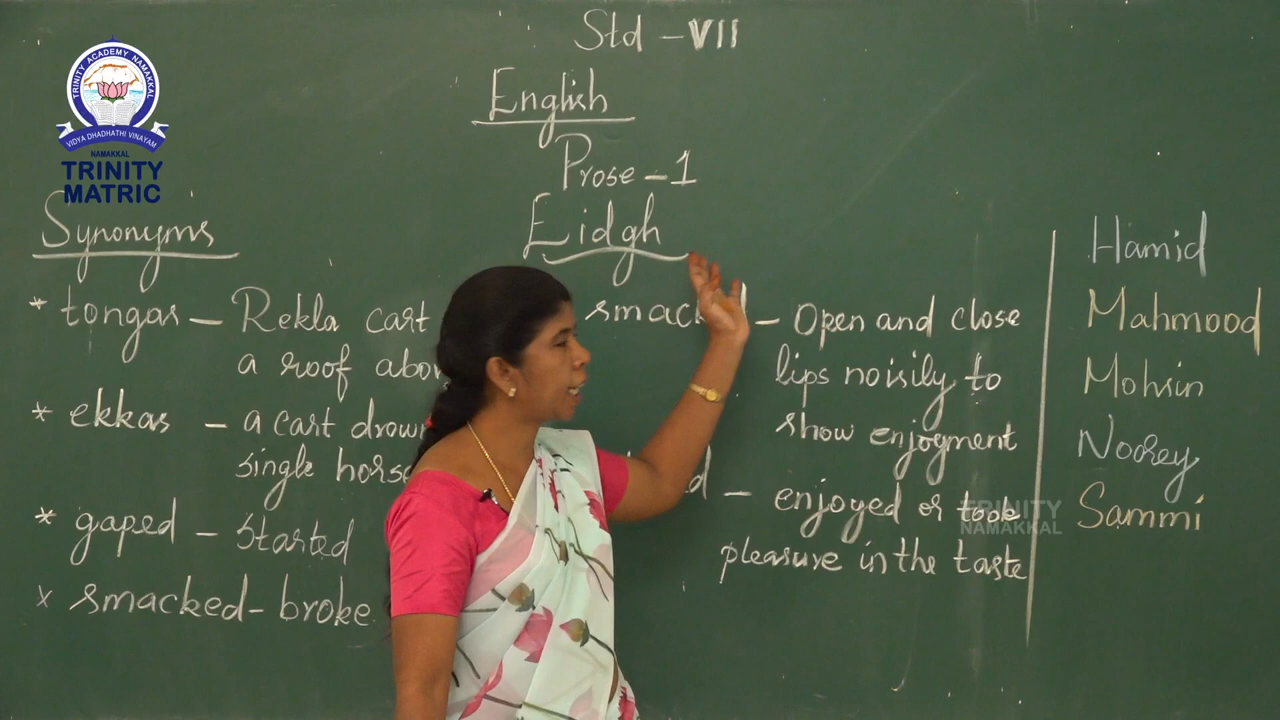 TRINITY ACADEMY NAMAKKAL
VIDYA DHADHATHI VINAYAM
NAMAKKAL
TRINITY
MATRIC
Std - VII
English
Prose - 1
Eidgh
Synonyms
* tongas - Rekla cart
a roof
* ekkas - a cart drown
single horse
* gaped - Started
x smacked - broke
smack - Open and close
lips noisily to
show enjoyment
- enjoyed or took
pleasure in the taste
Hamid
Mahmood
Mohsin
Noorey
Sammi
TRINITY
NAMAKKAL